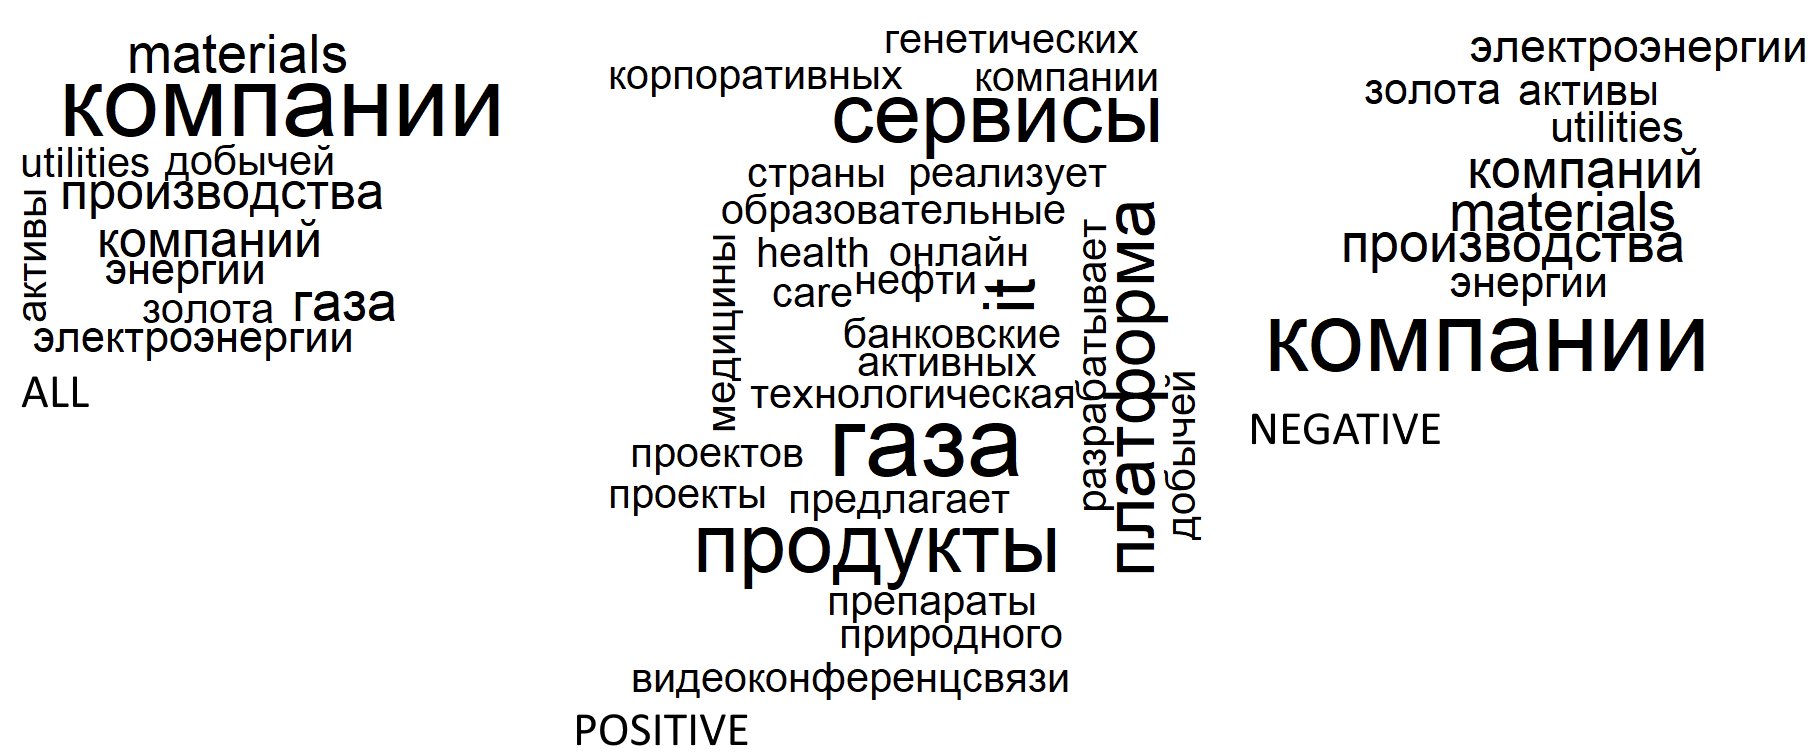 materials
компании
utilities добычей
производства
активы
компаний
энергии
золота газа
электроэнергии
ALL
генетических
корпоративных компании
сервисы
страны реализует
образовательные
health онлайн
care нефти
it
медицины
разрабатывает
платформа
добычей
банковские
активных
технологическая
газа
проектов
проекты предлагает
продукты
препараты
природного
видеоконференцсвязи
POSITIVE
электроэнергии
золота активы
utilities
компаний
materials
производства
энергии
компании
NEGATIVE